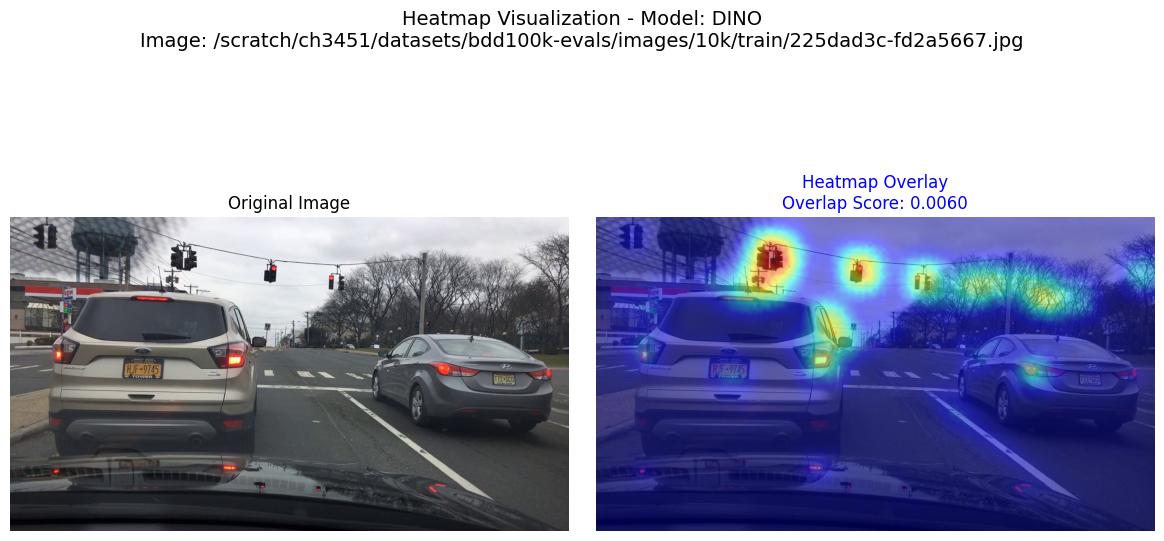 Heatmap Visualization - Model: DINO
Image: /scratch/ch3451/datasets/bdd100k-evals/images/10k/train/225dad3c-fd2a5667.jpg
Original Image
Heatmap Overlay
Overlap Score: 0.0060